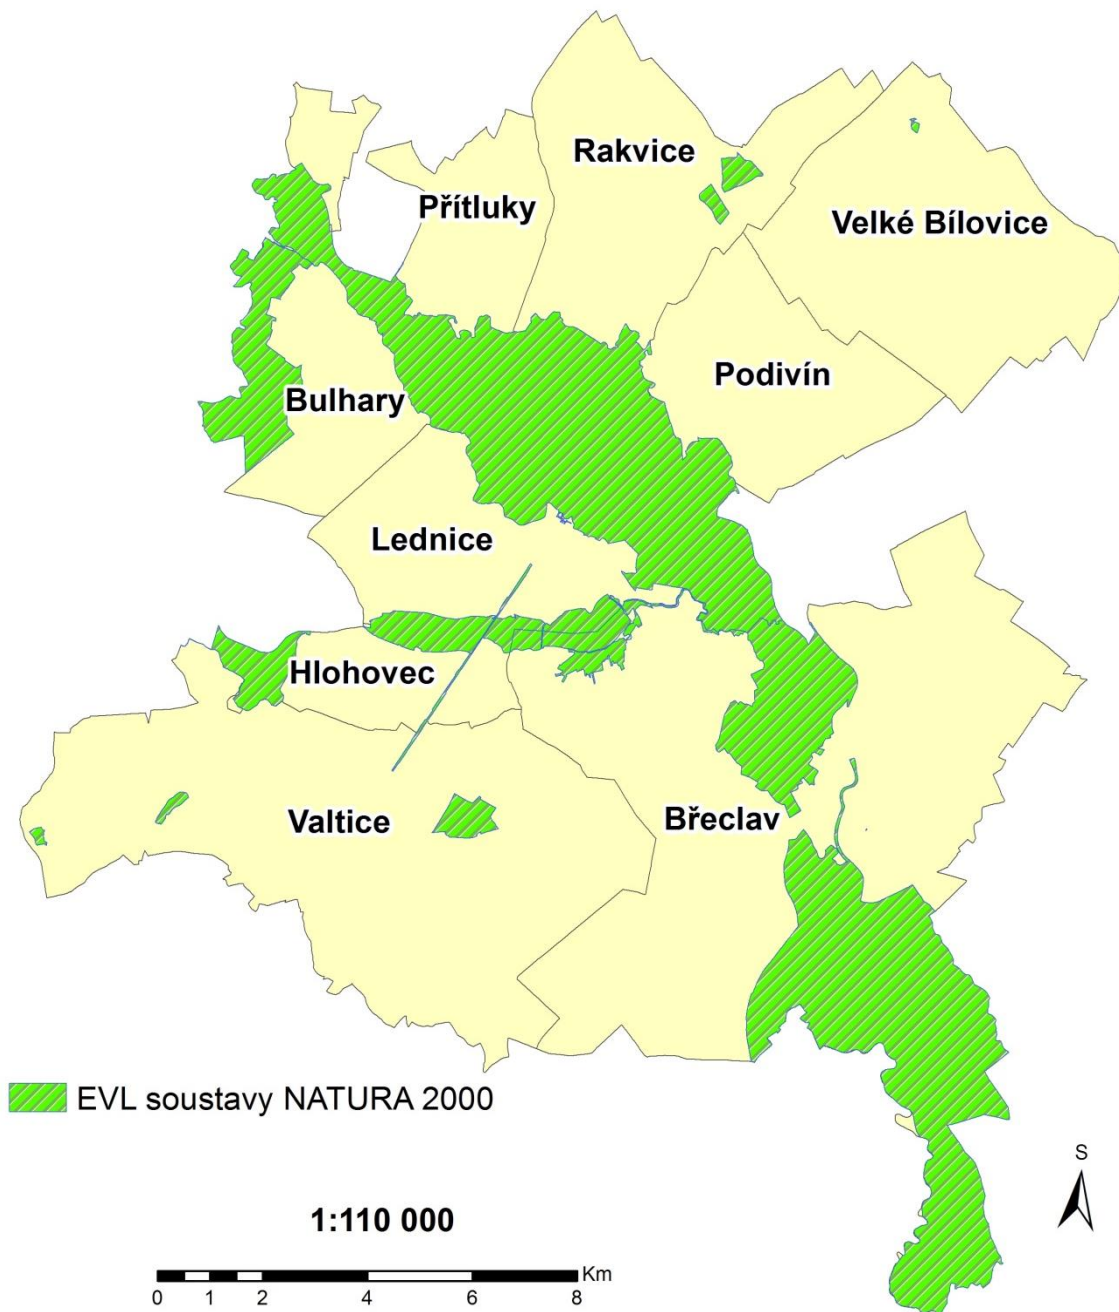 Rakvice
Přítluky
Velké Bílovice
Podivín
Bulhary
Lednice
Hlohovec
Valtice
Břeclav
EVL soustavy NATURA 2000
S
1:110 000
Km
0 1 2 4 6 8